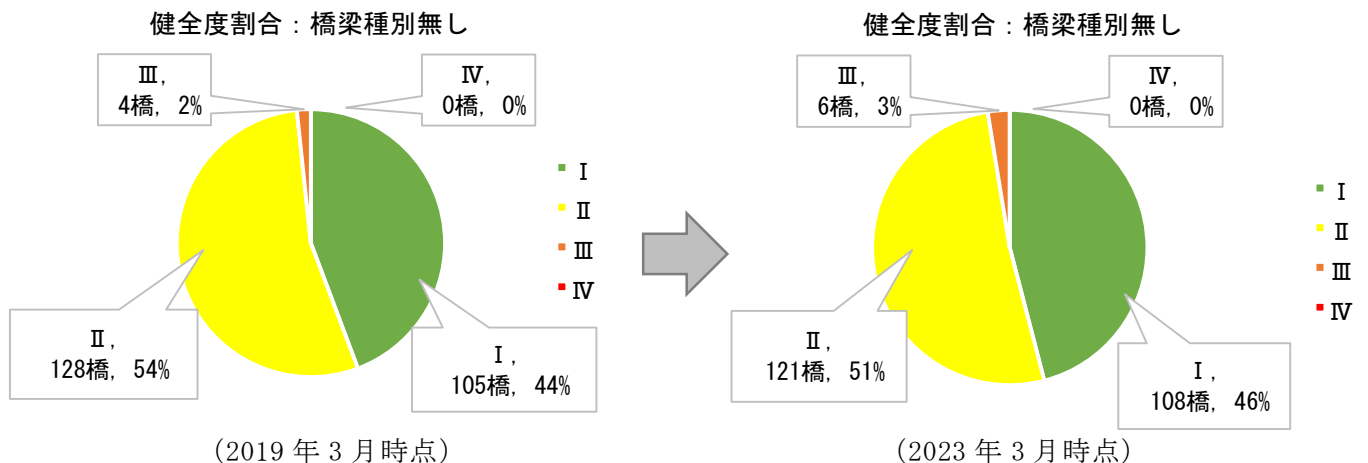 健全度割合：橋梁種別無し
Ⅲ,
4橋, 2%
Ⅳ,
0橋, 0%
Ⅰ
Ⅱ
Ⅲ
Ⅳ
Ⅱ,
128橋, 54%
Ⅰ,
105橋, 44%
(2019 年 3 月時点)
健全度割合：橋梁種別無し
Ⅲ,
6橋, 3%
Ⅳ,
0橋, 0%
Ⅰ
Ⅱ
Ⅲ
Ⅳ
Ⅱ,
121橋, 51%
Ⅰ,
108橋, 46%
(2023 年 3 月時点)